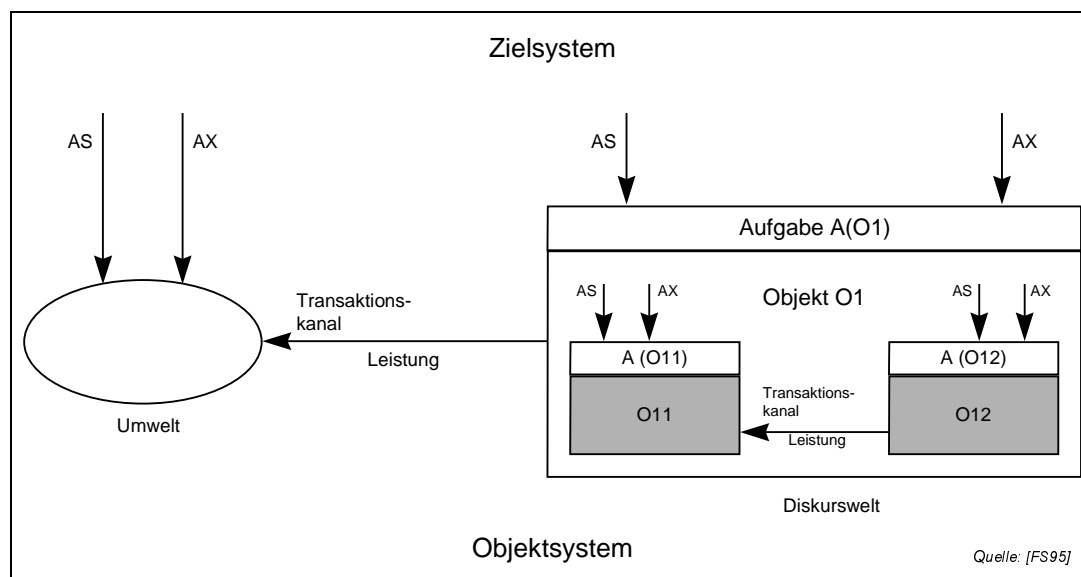 Zielsystem
AS
AX
AS
AX
Aufgabe A(O1)
AS
AX
Objekt O1
AS
AX
Transaktions-
kanal
Leistung
A (O11)
A (O12)
O11
Transaktions-
kanal
Leistung
O12
Umwelt
Diskurswelt
Objektsystem
Quelle: [FS95]